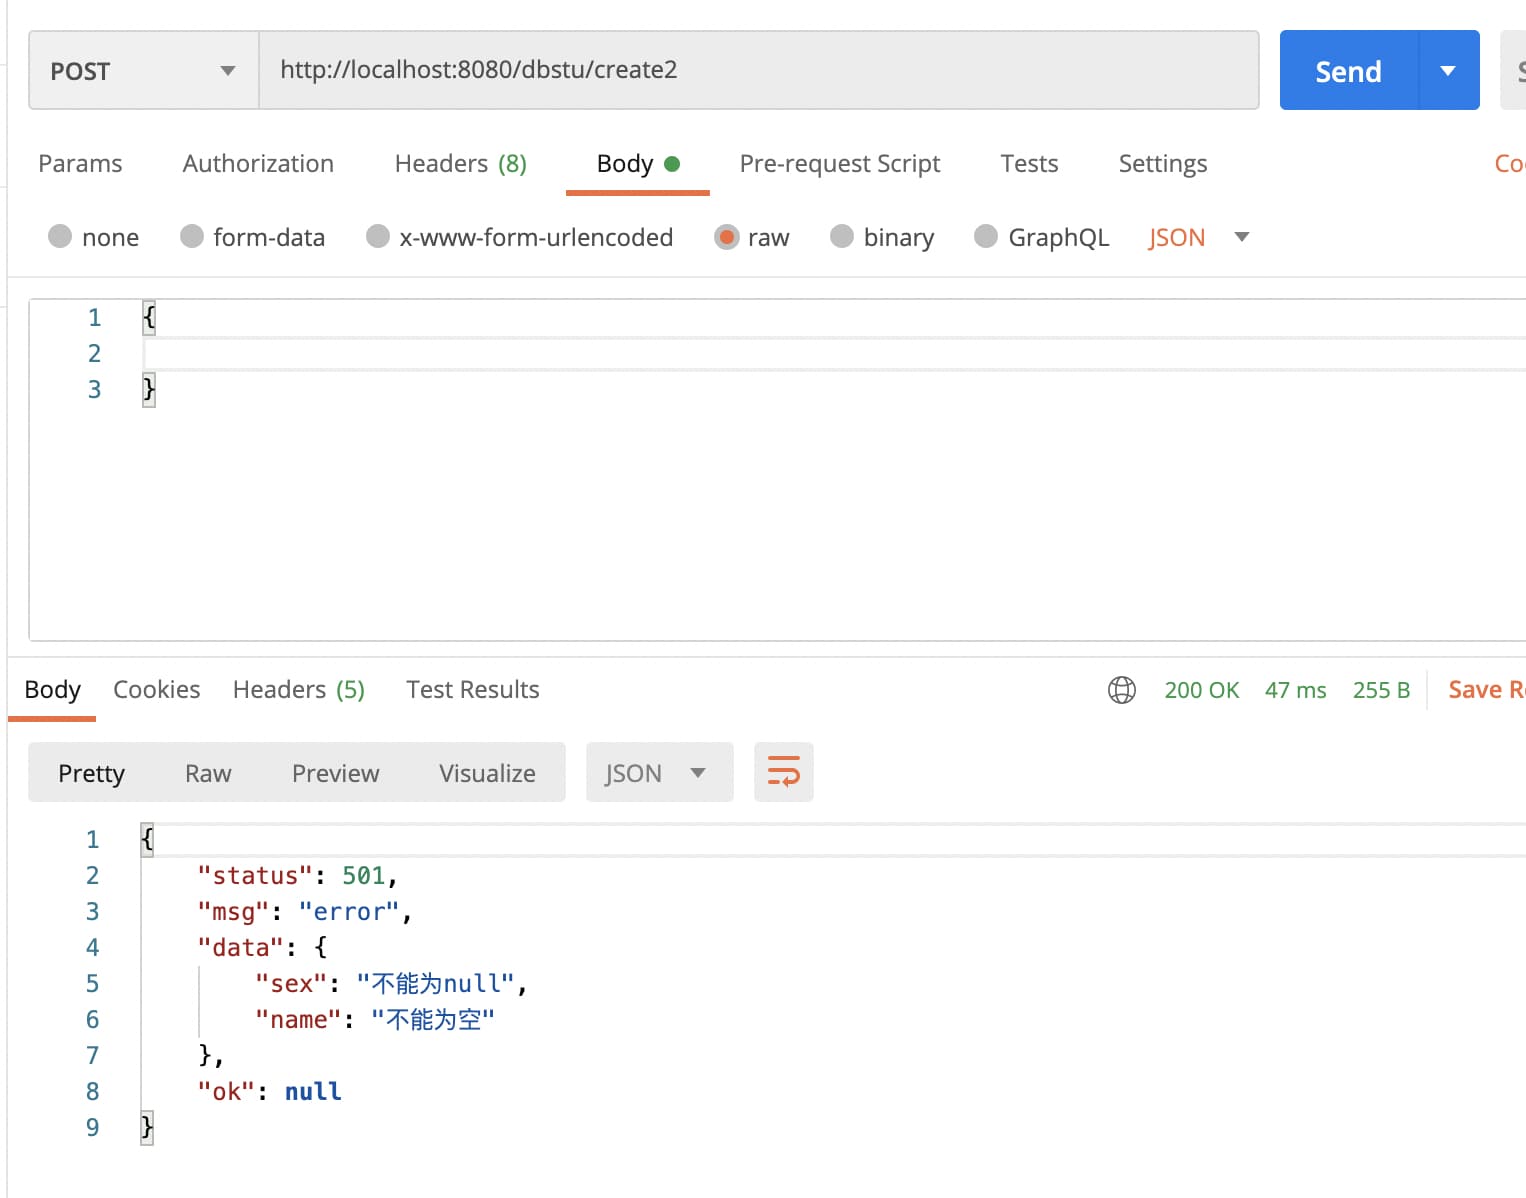 POST http://localhost:8080/dbstu/create2 Send
Params Authorization Headers (8) Body Pre-request Script Tests Settings
none form-data x-www-form-urlencoded raw binary GraphQL JSON
1 {
2
3 }
Body Cookies Headers (5) Test Results 200 OK 47 ms 255 B Save
Pretty Raw Preview Visualize JSON
1 {
2 "status": 501,
3 "msg": "error",
4 "data": {
5 "sex": "不能为null",
6 "name": "不能为空"
7 },
8 "ok": null
9 }